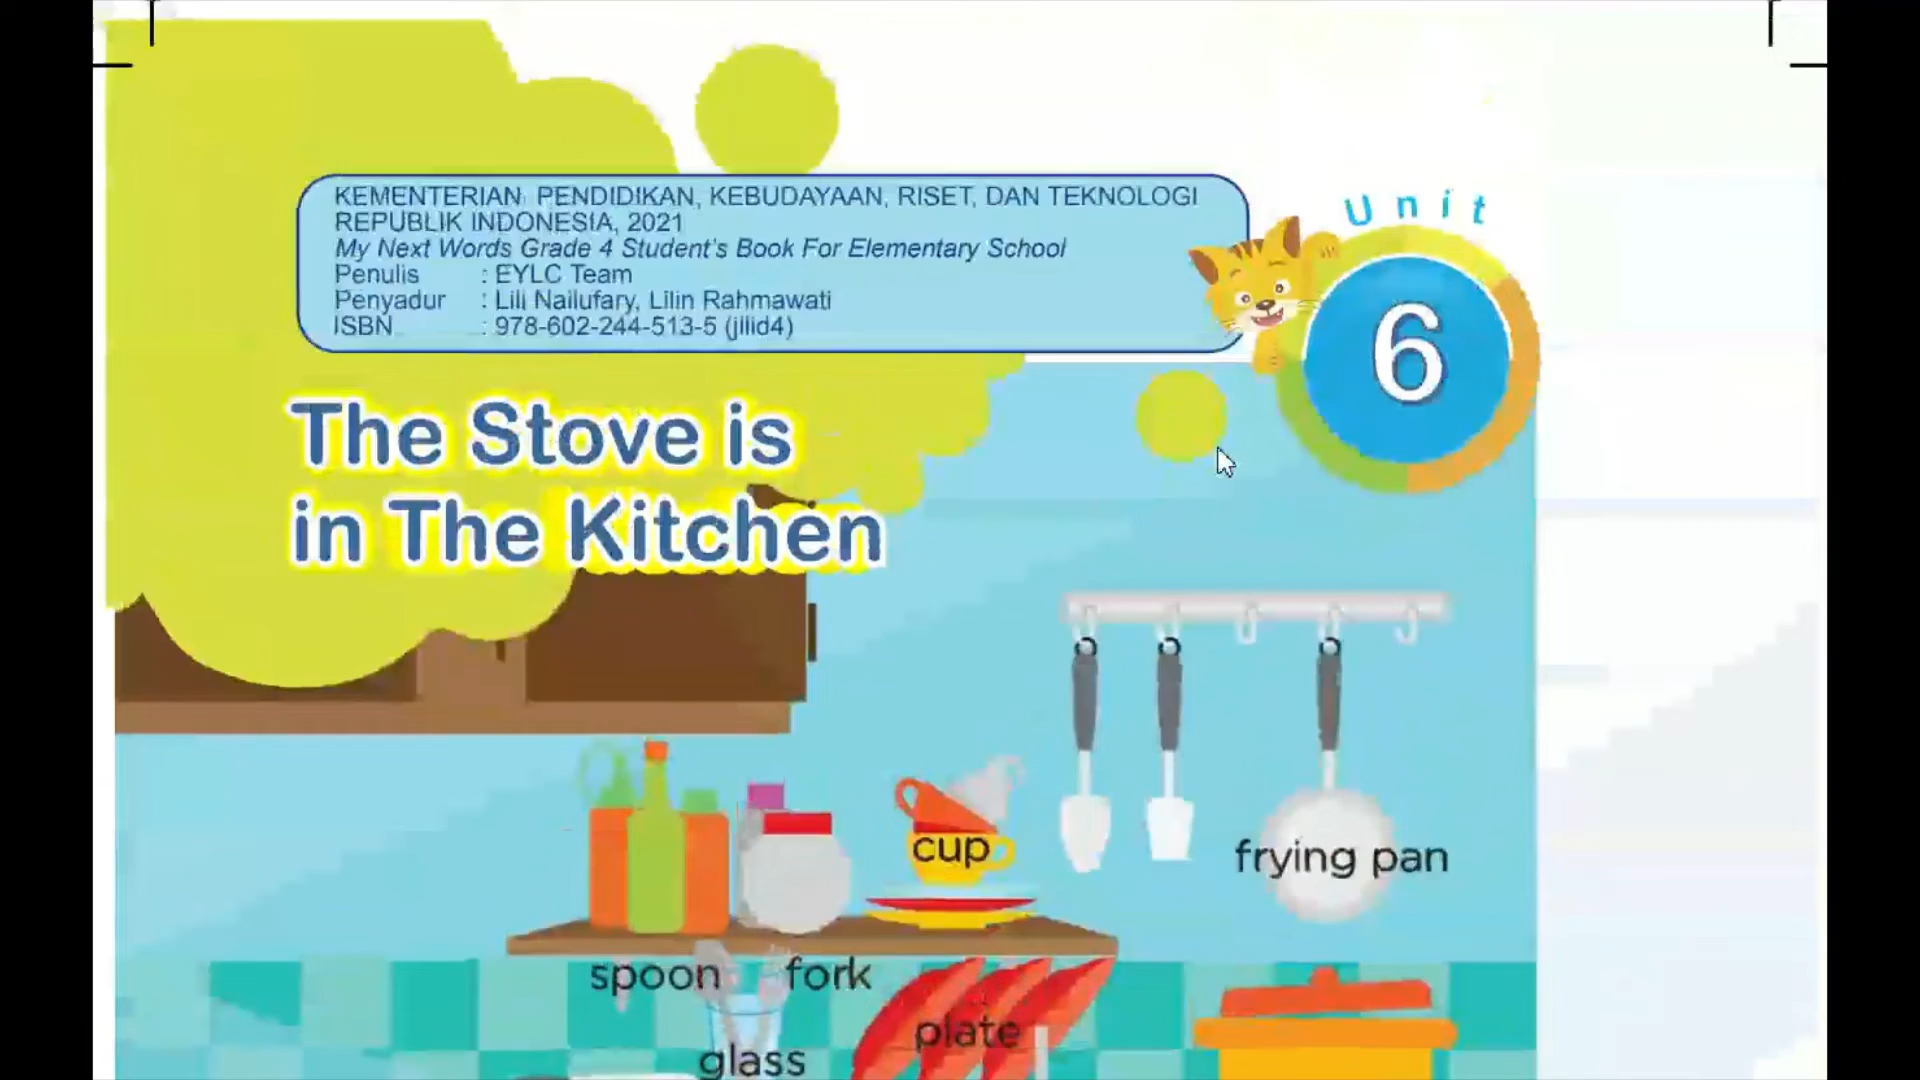 KEMENTERIAN PENDIDIKAN, KEBUDAYAAN, RISET, DAN TEKNOLOGI
REPUBLIK INDONESIA, 2021
My Next Words Grade 4 Student's Book For Elementary School
Penulis : EYLC Team
Penyadur : Lili Nailufary, Lilin Rahmawati
ISBN : 978-602-244-513-5 (jilid4)
Unit
6
The Stove is
in The Kitchen
cup
frying pan
spoon fork
plate
glass